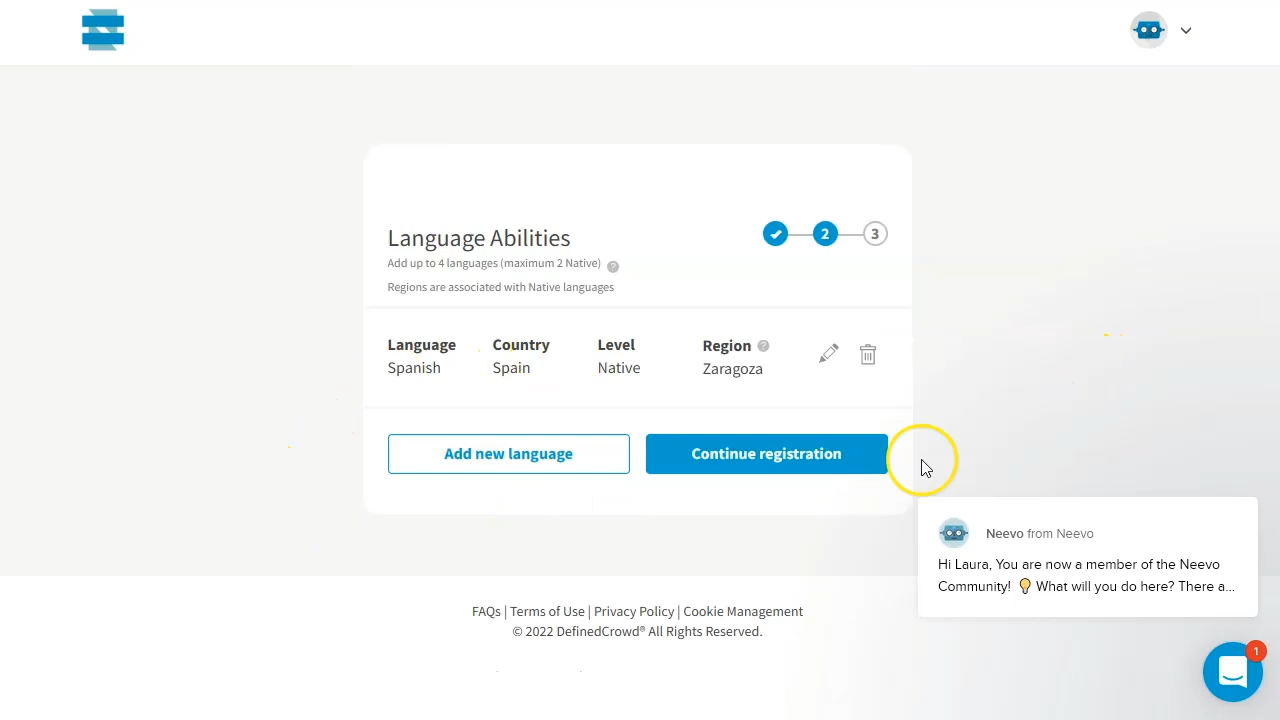 Language Abilities
2
3
Add up to 4 languages (maximum 2 Native) ?
Regions are associated with Native languages
Language Country Level Region ?
Spanish Spain Native Zaragoza
Add new language Continue registration
Neevo from Neevo
Hi Laura, You are now a member of the Neevo
Community! 💡 What will you do here? There a...
FAQs | Terms of Use | Privacy Policy | Cookie Management
© 2022 DefinedCrowd® All Rights Reserved.
1